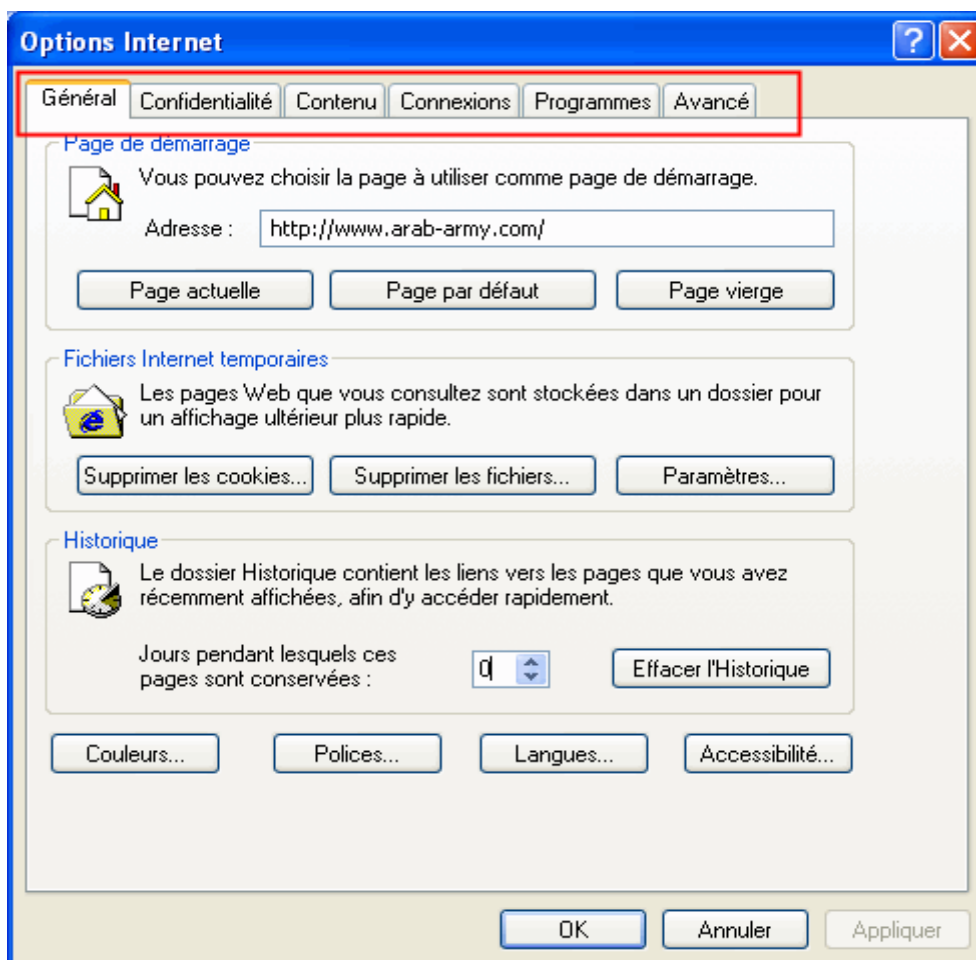 Options Internet
Général Confidentialité Contenu Connexions Programmes Avancé
Page de démarrage
Vous pouvez choisir la page à utiliser comme page de démarrage.
Adresse : http://www.arab-army.com/
Page actuelle Page par défaut Page vierge
Fichiers Internet temporaires
Les pages Web que vous consultez sont stockées dans un dossier pour
un affichage ultérieur plus rapide.
Supprimer les cookies... Supprimer les fichiers... Paramètres...
Historique
Le dossier Historique contient les liens vers les pages que vous avez
récemment affichées, afin d'y accéder rapidement.
Jours pendant lesquels ces
pages sont conservées :
0 Effacer l'Historique
Couleurs... Polices... Langues... Accessibilité...
OK Annuler Appliquer